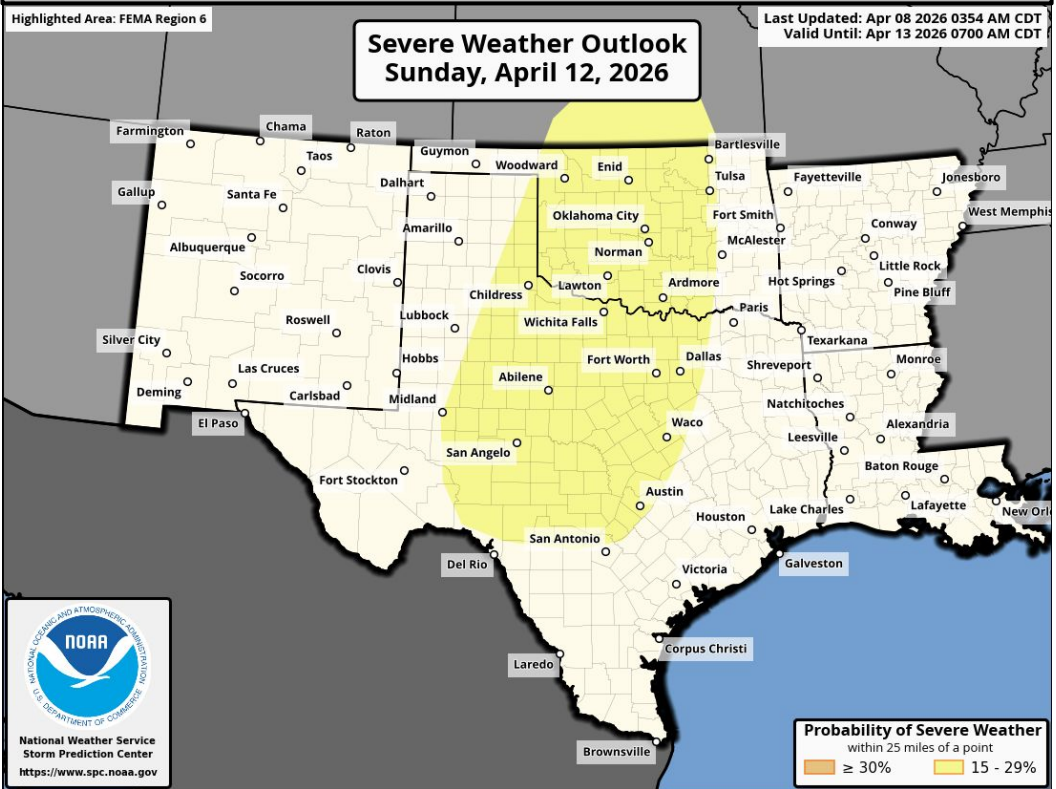 Highlighted Area: FEMA Region 6
Severe Weather Outlook
Sunday, April 12, 2026
Last Updated: Apr 08 2026 0354 AM CDT
Valid Until: Apr 13 2026 0700 AM CDT
Farmington
Chama
Raton
Taos
Guymon
Woodward
Enid
Bartlesville
Tulsa
Fayetteville
Jonesboro
Gallup
Santa Fe
Dalhart
Oklahoma City
Fort Smith
West Memphis
Albuquerque
Amarillo
Norman
McAlester
Conway
Socorro
Clovis
Childress
Lawton
Ardmore
Hot Springs
Little Rock
Pine Bluff
Roswell
Lubbock
Wichita Falls
Paris
Texarkana
Silver City
Las Cruces
Hobbs
Fort Worth
Dallas
Shreveport
Monroe
Deming
Carlsbad
Midland
Abilene
Natchitoches
El Paso
San Angelo
Waco
Leesville
Alexandria
Fort Stockton
Austin
Baton Rouge
Houston
Lake Charles
Lafayette
New Orl
Del Rio
San Antonio
Galveston
Victoria
Laredo
Corpus Christi
Brownsville
NATIONAL OCEANIC AND ATMOSPHERIC ADMINISTRATION
NOAA
U.S. DEPARTMENT OF COMMERCE
National Weather Service
Storm Prediction Center
https://www.spc.noaa.gov
Probability of Severe Weather
within 25 miles of a point
≥ 30%
15 - 29%